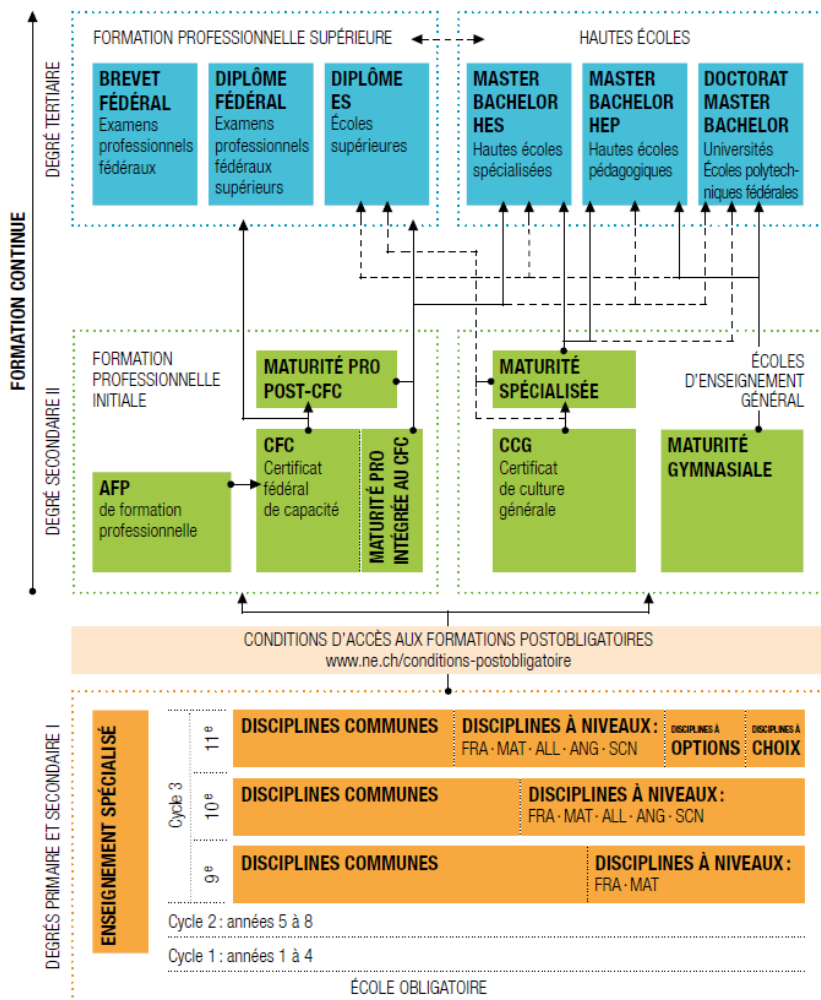 FORMATION CONTINUE
DEGRÉ TERTIAIRE
FORMATION PROFESSIONNELLE SUPÉRIEURE
HAUTES ÉCOLES
BREVET
FÉDÉRAL
Examens
professionnels
fédéraux
DIPLÔME
FÉDÉRAL
Examens
professionnels
fédéraux
supérieurs
DIPLÔME
ES
Écoles
supérieures
MASTER
BACHELOR
HES
Hautes écoles
spécialisées
MASTER
BACHELOR
HEP
Hautes écoles
pédagogiques
DOCTORAT
MASTER
BACHELOR
Universités
Écoles polytech-
niques fédérales
DEGRÉ SECONDAIRE II
FORMATION
PROFESSIONNELLE
INITIALE
MATURITÉ PRO
POST-CFC
MATURITÉ
SPÉCIALISÉE
ÉCOLES
D'ENSEIGNEMENT
GÉNÉRAL
AFP
de formation
professionnelle
CFC
Certificat
fédéral
de capacité
MATURITÉ PRO
INTÉGRÉE AU CFC
CCG
Certificat
de culture
générale
MATURITÉ
GYMNASIALE
CONDITIONS D'ACCÈS AUX FORMATIONS POSTOBLIGATOIRES
www.ne.ch/conditions-postobligatoire
DEGRÉS PRIMAIRE ET SECONDAIRE I
ENSEIGNEMENT SPÉCIALISÉ
Cycle 3
11e
DISCIPLINES COMMUNES
DISCIPLINES À NIVEAUX :
FRA · MAT · ALL · ANG · SCN
DISCIPLINES À
OPTIONS
DISCIPLINES À
CHOIX
10e
DISCIPLINES COMMUNES
DISCIPLINES À NIVEAUX :
FRA · MAT · ALL · ANG · SCN
9e
DISCIPLINES COMMUNES
DISCIPLINES À NIVEAUX :
FRA · MAT
Cycle 2 : années 5 à 8
Cycle 1 : années 1 à 4
ÉCOLE OBLIGATOIRE